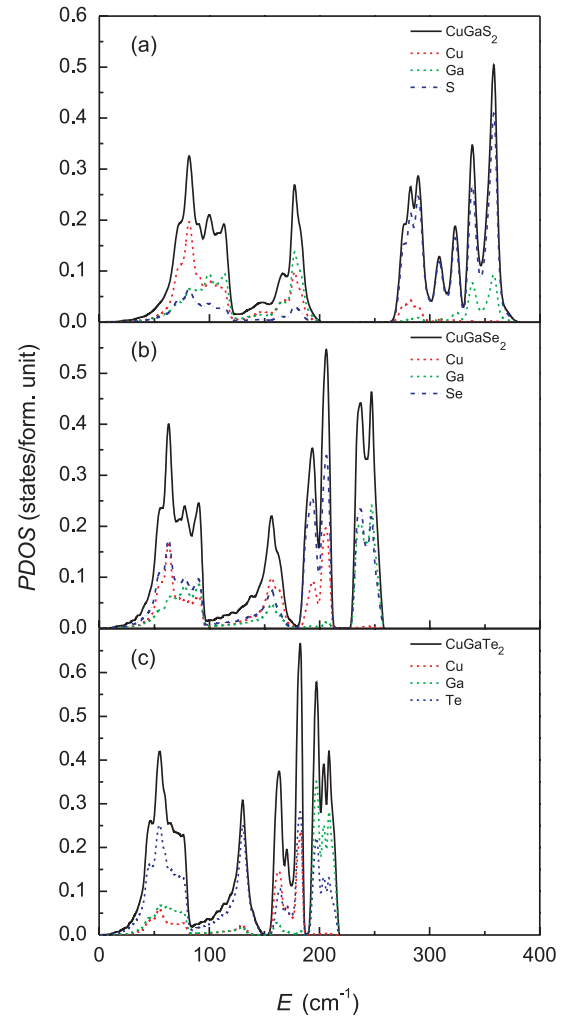 0.6
(a)
CuGaS2
Cu
Ga
S
0.5
0.4
0.3
0.2
0.1
0.0
(b)
CuGaSe2
Cu
Ga
Se
0.5
0.4
0.3
0.2
0.1
0.0
PDOS (states/form. unit)
(c)
CuGaTe2
Cu
Ga
Te
0.6
0.5
0.4
0.3
0.2
0.1
0.0
0 100 200 300 400
E (cm-1)